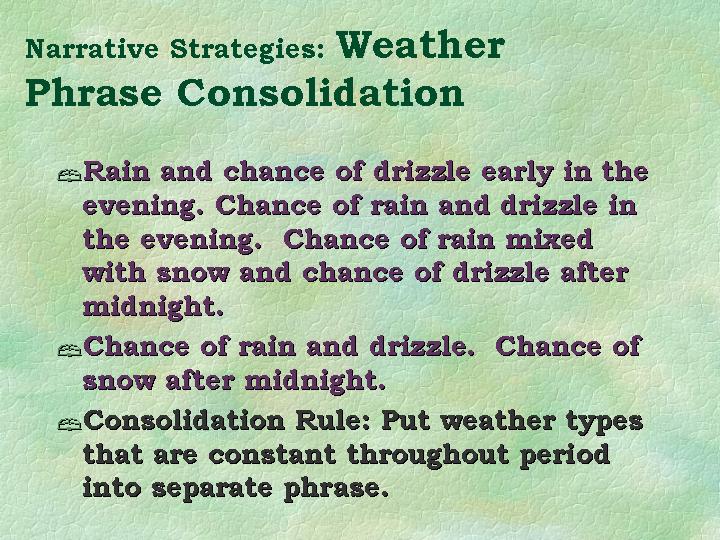 Narrative Strategies: Weather
Phrase Consolidation
Rain and chance of drizzle early in the
evening. Chance of rain and drizzle in
the evening.  Chance of rain mixed
with snow and chance of drizzle after
midnight.
Chance of rain and drizzle.  Chance of
snow after midnight.
Consolidation Rule: Put weather types
that are constant throughout period
into separate phrase.